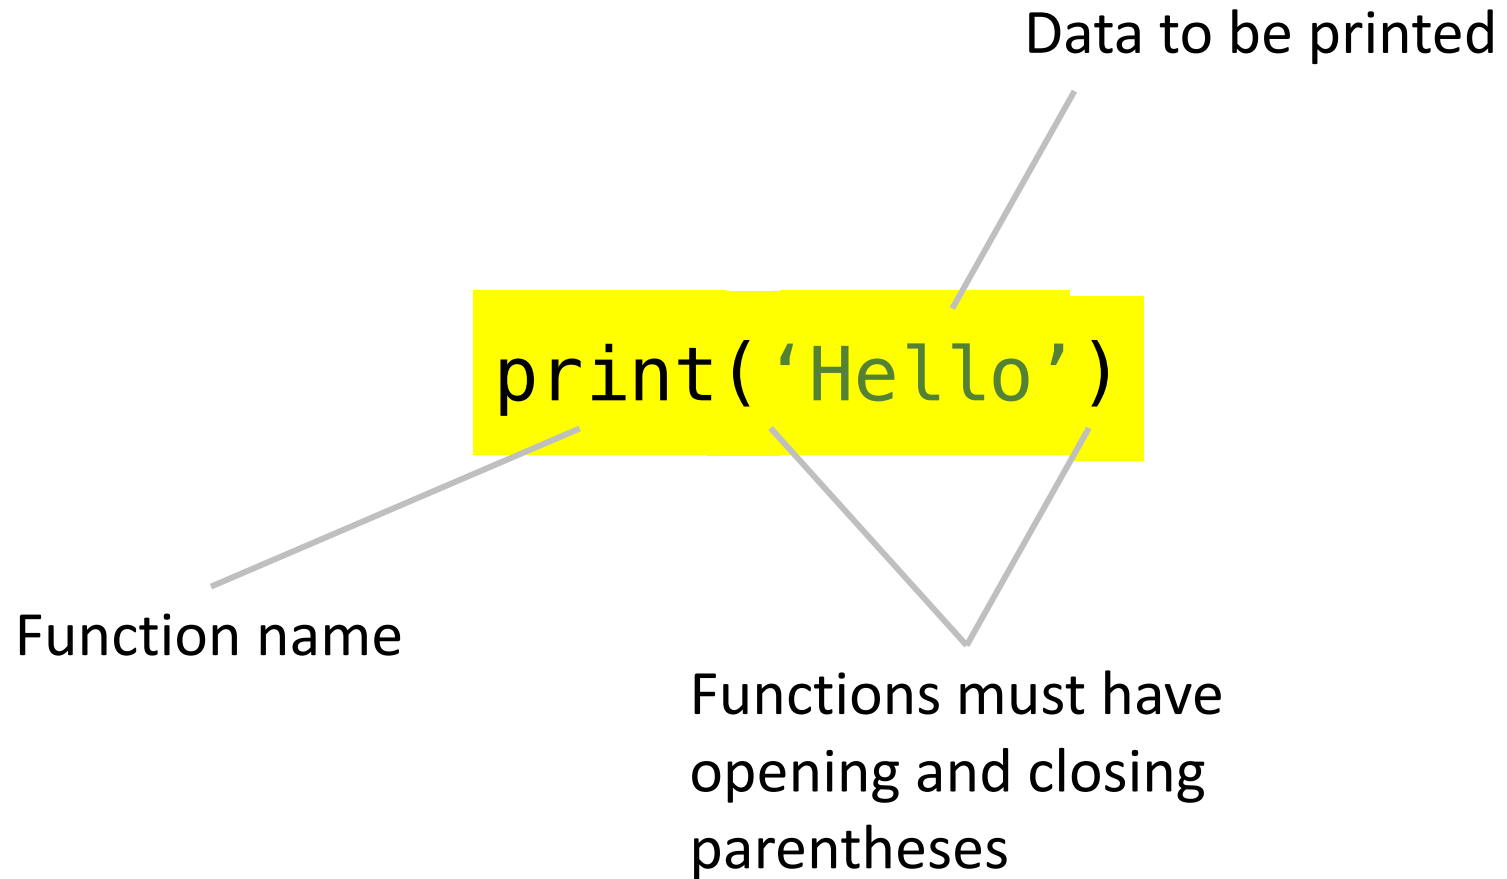 Data to be printed
print(‘Hello’)
Function name
Functions must have
opening and closing
parentheses